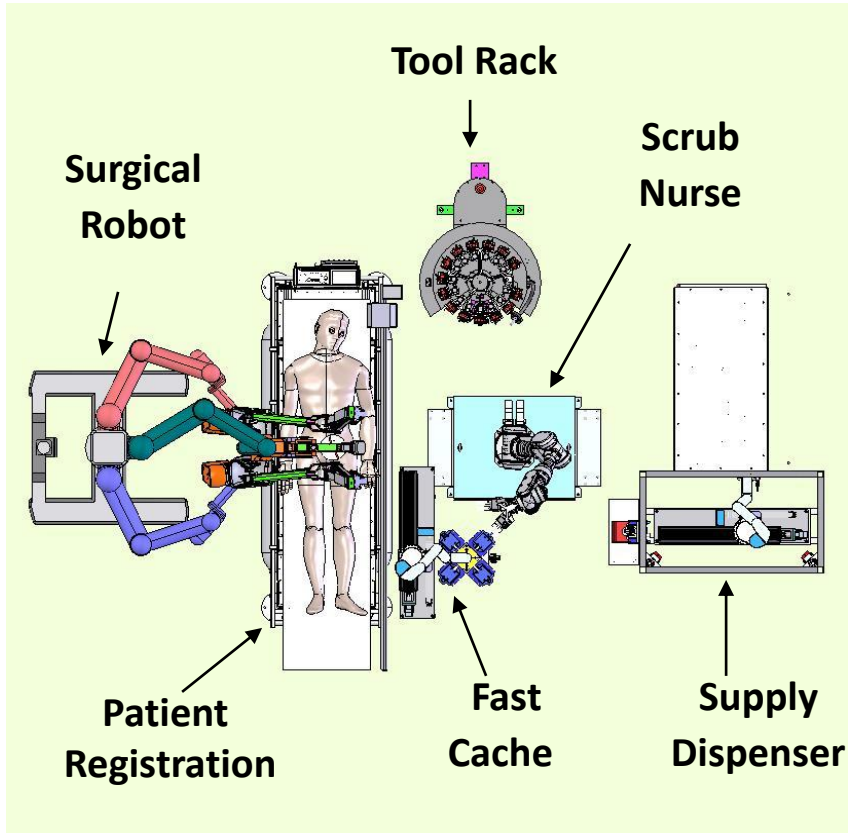 Tool Rack
Scrub
Nurse
Surgical
Robot
Patient
Registration
Fast
Cache
Supply
Dispenser